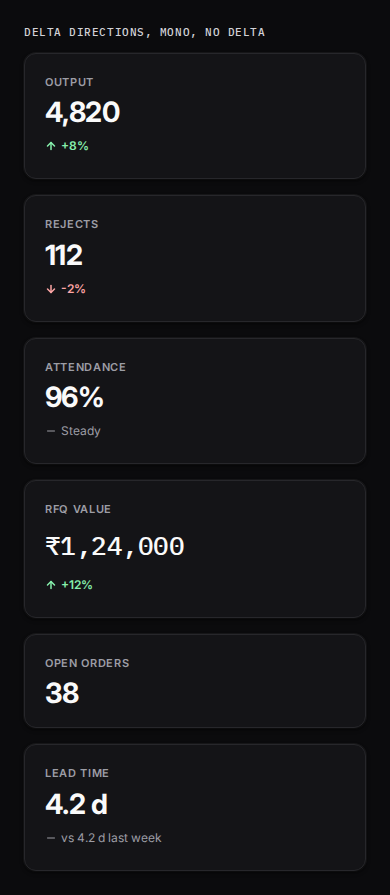 DELTA DIRECTIONS, MONO, NO DELTA
OUTPUT
4,820
↑ +8%
REJECTS
112
↓ -2%
ATTENDANCE
96%
— Steady
RFQ VALUE
₹1,24,000
↑ +12%
OPEN ORDERS
38
LEAD TIME
4.2 d
— vs 4.2 d last week